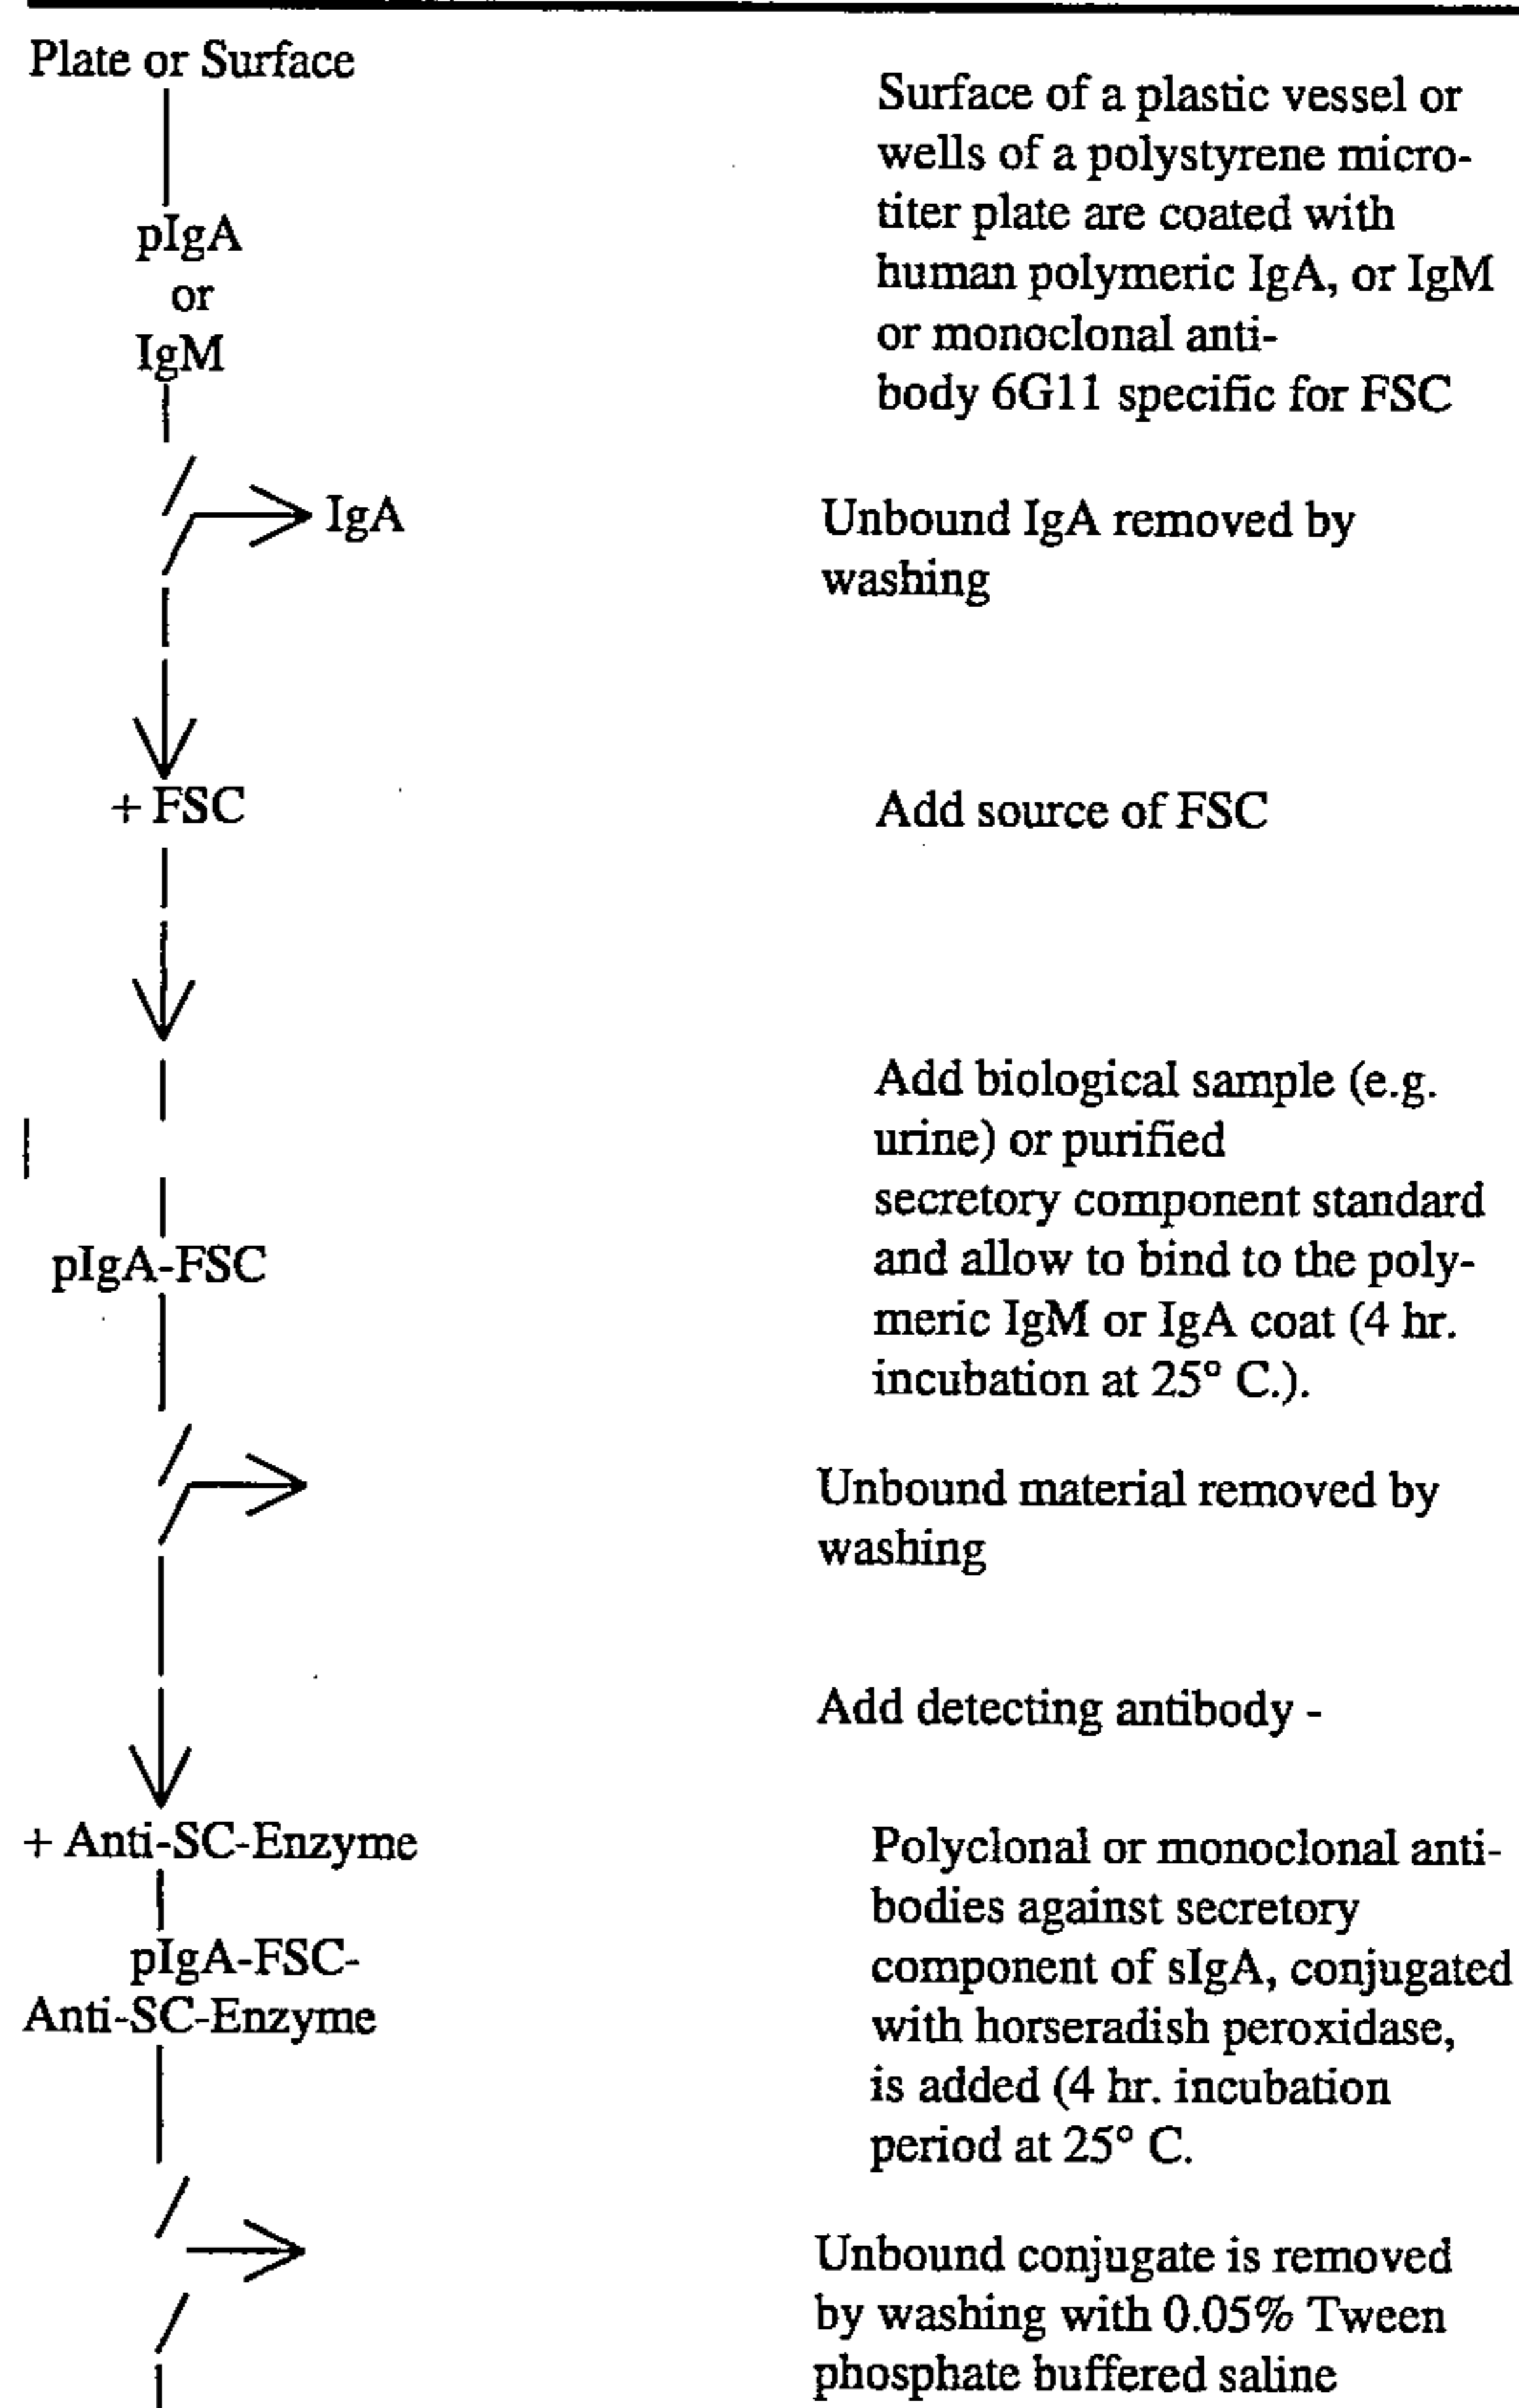 Plate or Surface
Surface of a plastic vessel or
wells of a polystyrene micro-
titer plate are coated with
human polymeric IgA, or IgM
or monoclonal anti-
body 6G11 specific for FSC
pIgA
or
IgM
IgA
Unbound IgA removed by
washing
+ FSC
Add source of FSC
Add biological sample (e.g.
urine) or purified
secretory component standard
and allow to bind to the poly-
meric IgM or IgA coat (4 hr.
incubation at 25° C.).
pIgA-FSC
Unbound material removed by
washing
Add detecting antibody -
+ Anti-SC-Enzyme
pIgA-FSC-
Anti-SC-Enzyme
Polyclonal or monoclonal anti-
bodies against secretory
component of sIgA, conjugated
with horseradish peroxidase,
is added (4 hr. incubation
period at 25° C.
Unbound conjugate is removed
by washing with 0.05% Tween
phosphate buffered saline